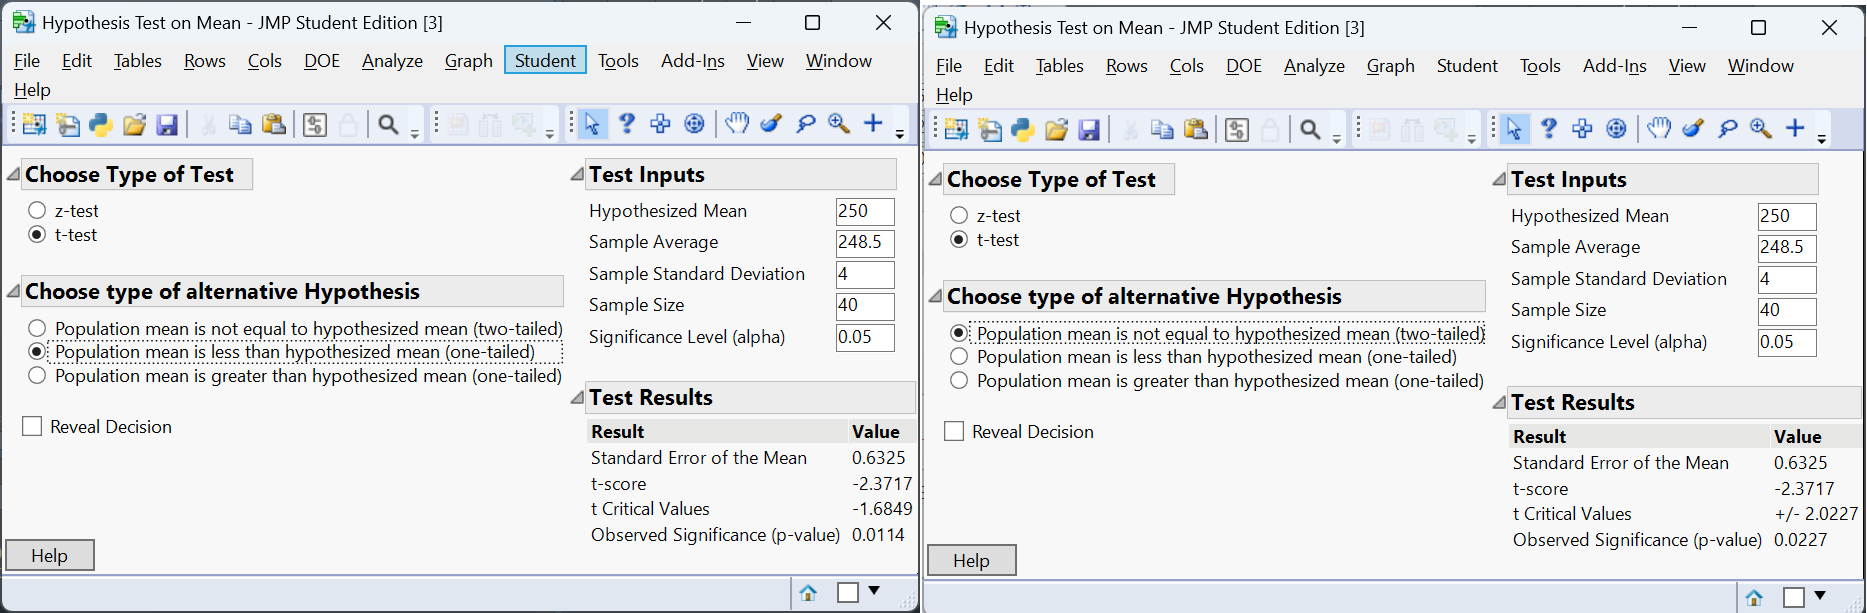 Hypothesis Test on Mean - JMP Student Edition [3]
File Edit Tables Rows Cols DOE Analyze Graph Student Tools Add-Ins View Window
Help
Choose Type of Test
z-test
t-test
Choose type of alternative Hypothesis
Population mean is not equal to hypothesized mean (two-tailed)
Population mean is less than hypothesized mean (one-tailed)
Population mean is greater than hypothesized mean (one-tailed)
Reveal Decision
Help
Test Inputs
Hypothesized Mean 250
Sample Average 248.5
Sample Standard Deviation 4
Sample Size 40
Significance Level (alpha) 0.05
Test Results
Result Value
Standard Error of the Mean 0.6325
t-score -2.3717
t Critical Values -1.6849
Observed Significance (p-value) 0.0114
Hypothesis Test on Mean - JMP Student Edition [3]
File Edit Tables Rows Cols DOE Analyze Graph Student Tools Add-Ins View Window
Help
Choose Type of Test
z-test
t-test
Choose type of alternative Hypothesis
Population mean is not equal to hypothesized mean (two-tailed)
Population mean is less than hypothesized mean (one-tailed)
Population mean is greater than hypothesized mean (one-tailed)
Reveal Decision
Help
Test Inputs
Hypothesized Mean 250
Sample Average 248.5
Sample Standard Deviation 4
Sample Size 40
Significance Level (alpha) 0.05
Test Results
Result Value
Standard Error of the Mean 0.6325
t-score -2.3717
t Critical Values +/- 2.0227
Observed Significance (p-value) 0.0227